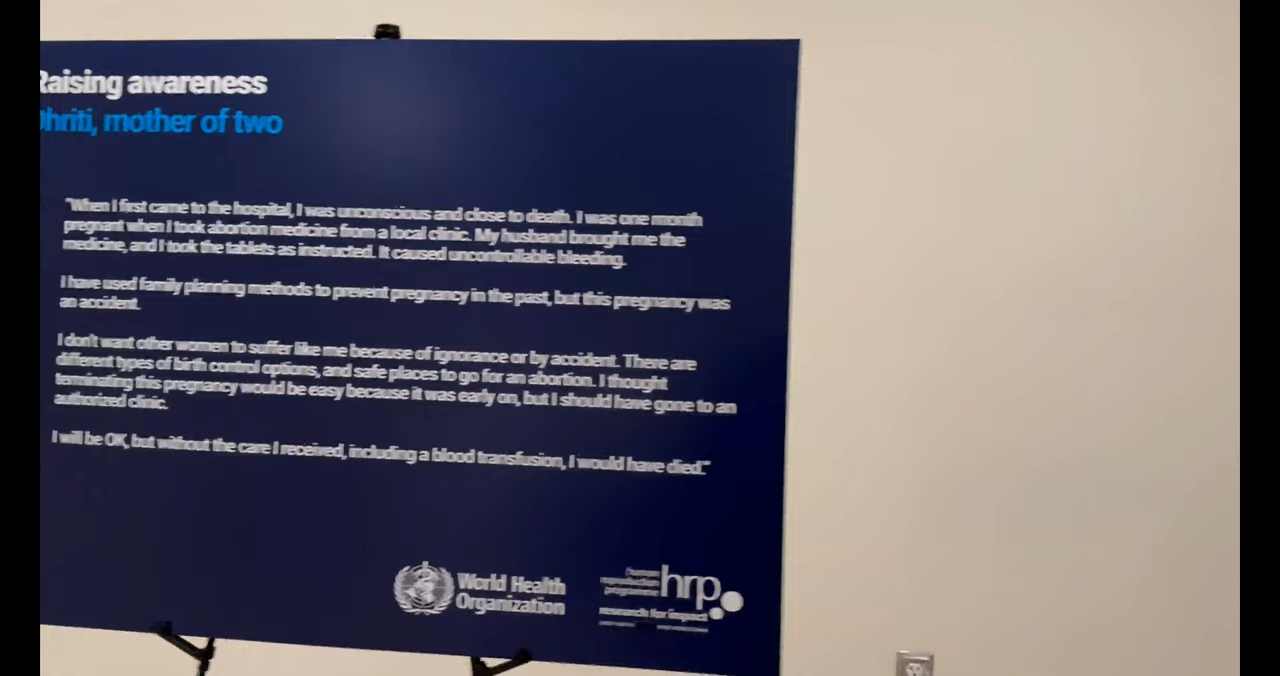 Raising awareness
Dhriti, mother of two
"When I first came to the hospital, I was unconscious and close to death. I was one month
pregnant when I took abortion medicine from a local clinic. My husband brought me the
medicine, and I took the tablets as instructed. It caused uncontrollable bleeding.
I have used family planning methods to prevent pregnancy in the past, but this pregnancy was
an accident.
I don't want other women to suffer like me because of ignorance or by accident. There are
different types of birth control options, and safe places to go for an abortion. I thought
terminating this pregnancy would be easy because it was early on, but I should have gone to an
authorized clinic.
I will be OK, but without the care I received, including a blood transfusion, I would have died."
World Health
Organization
human
reproduction
programme
hrp
research for impact